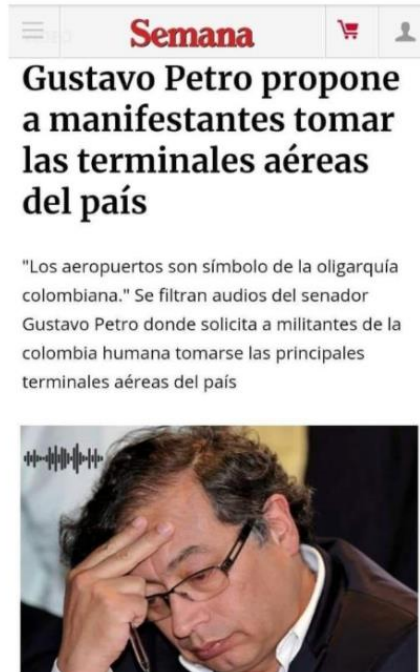 Semana
Gustavo Petro propone
a manifestantes tomar
las terminales aéreas
del país
"Los aeropuertos son símbolo de la oligarquía
colombiana." Se filtran audios del senador
Gustavo Petro donde solicita a militantes de la
colombia humana tomarse las principales
terminales aéreas del país